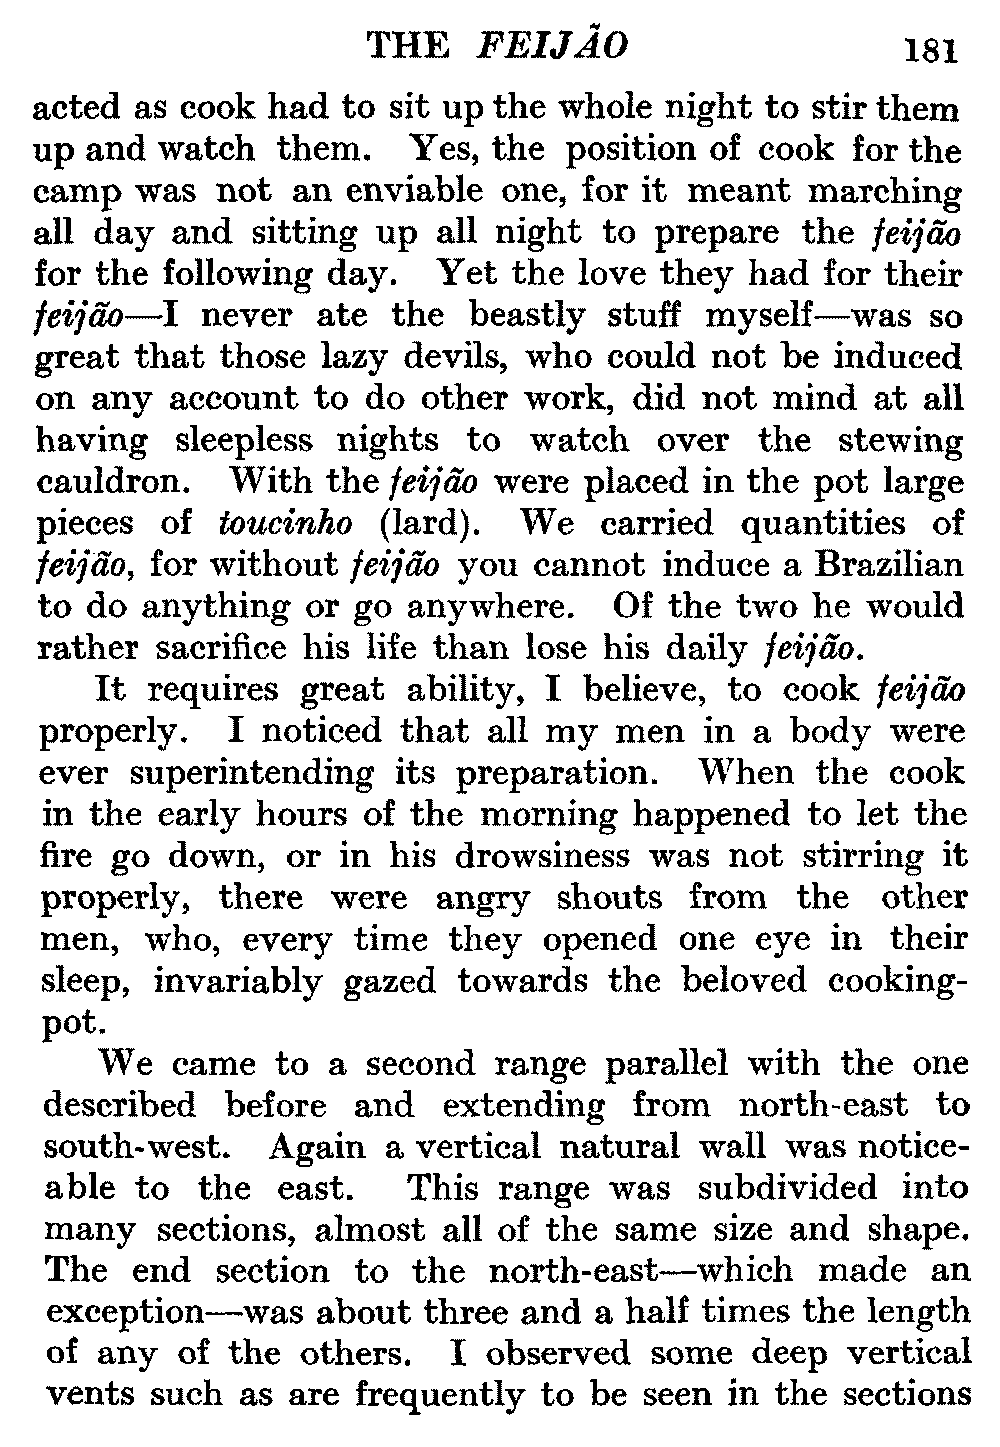 THE FEIJÃO 181
acted as cook had to sit up the whole night to stir them
up and watch them. Yes, the position of cook for the
camp was not an enviable one, for it meant marching
all day and sitting up all night to prepare the feijão
for the following day. Yet the love they had for their
feijão—I never ate the beastly stuff myself—was so
great that those lazy devils, who could not be induced
on any account to do other work, did not mind at all
having sleepless nights to watch over the stewing
cauldron. With the feijão were placed in the pot large
pieces of toucinho (lard). We carried quantities of
feijão, for without feijão you cannot induce a Brazilian
to do anything or go anywhere. Of the two he would
rather sacrifice his life than lose his daily feijão.
It requires great ability, I believe, to cook feijão
properly. I noticed that all my men in a body were
ever superintending its preparation. When the cook
in the early hours of the morning happened to let the
fire go down, or in his drowsiness was not stirring it
properly, there were angry shouts from the other
men, who, every time they opened one eye in their
sleep, invariably gazed towards the beloved cooking-
pot.
We came to a second range parallel with the one
described before and extending from north-east to
south-west. Again a vertical natural wall was notice-
able to the east. This range was subdivided into
many sections, almost all of the same size and shape.
The end section to the north-east—which made an
exception—was about three and a half times the length
of any of the others. I observed some deep vertical
vents such as are frequently to be seen in the sections